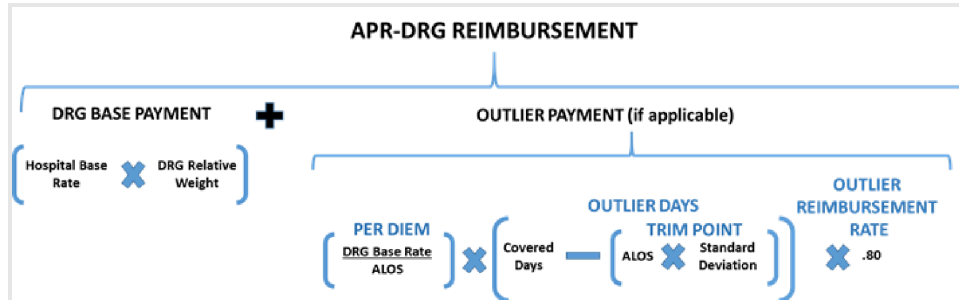 APR-DRG REIMBURSEMENT
DRG BASE PAYMENT
OUTLIER PAYMENT (if applicable)
Hospital Base
Rate
DRG Relative
Weight
PER DIEM
DRG Base Rate
ALOS
OUTLIER DAYS
Covered
Days
TRIM POINT
ALOS
Standard
Deviation
OUTLIER
REIMBURSEMENT
RATE
.80